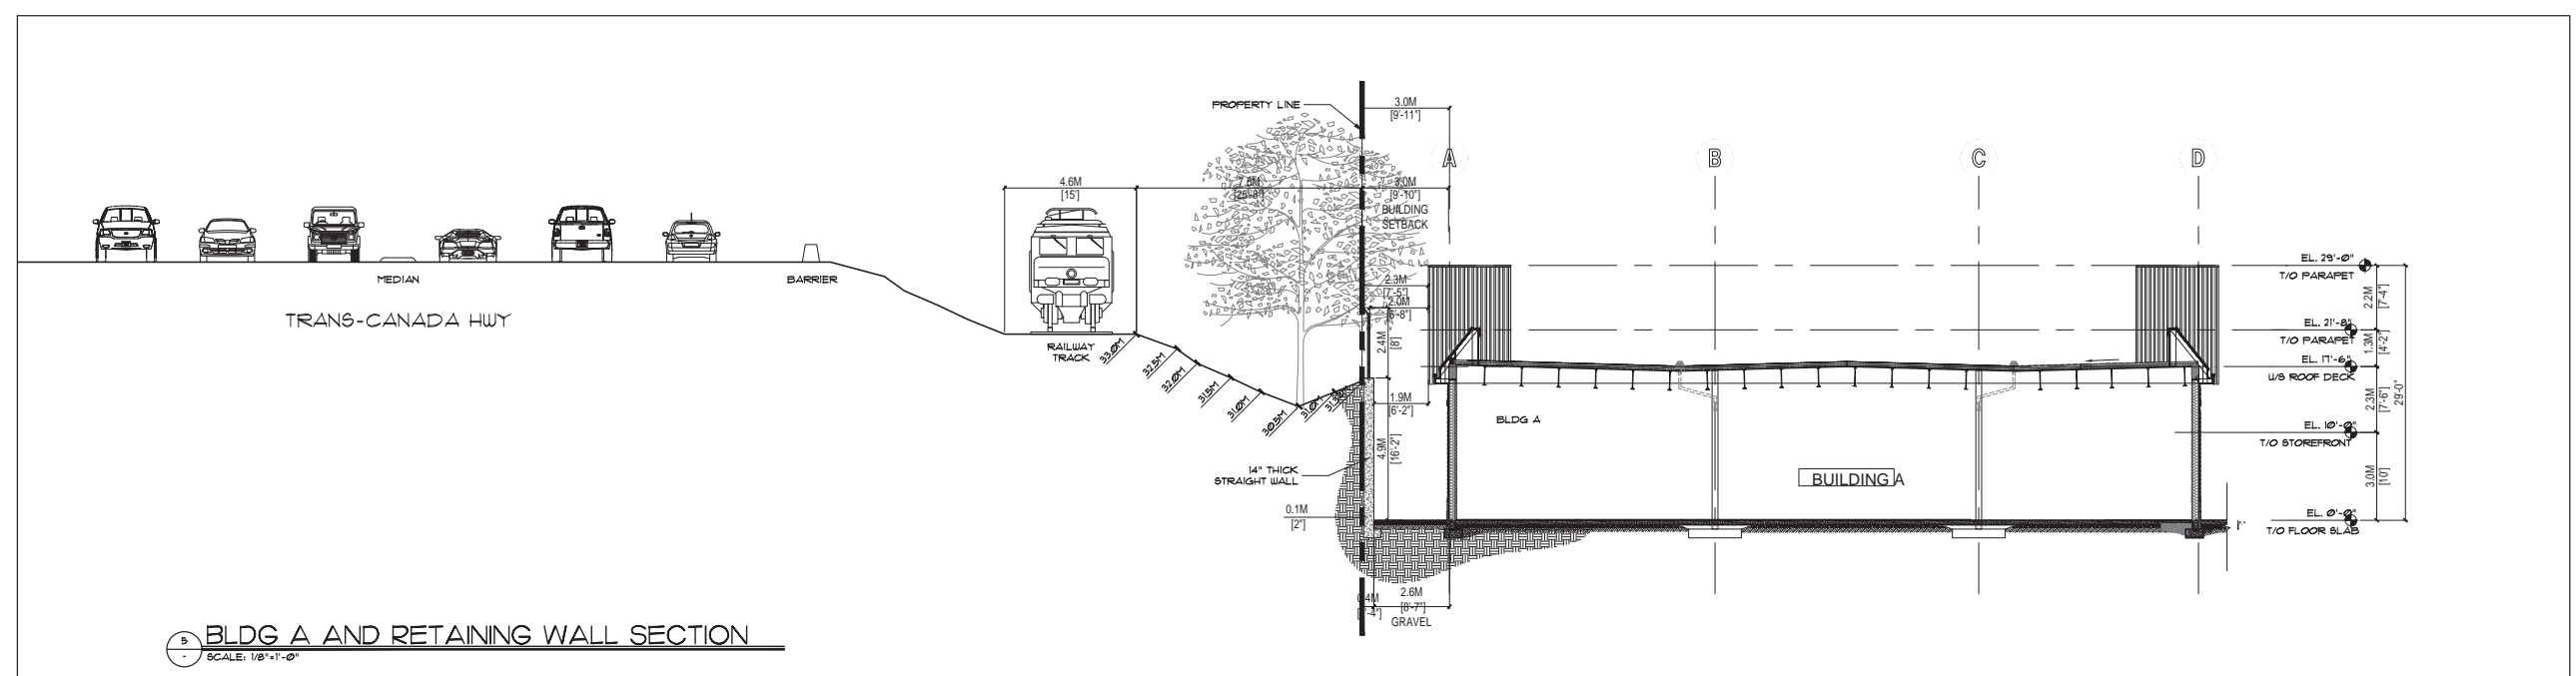 PROPERTY LINE
3.0M
[9'-11"]
A
B
C
D
4.6M
[15']
7.8M
[25'-8"]
3.0M
[9'-10"]
BUILDING
SETBACK
MEDIAN
BARRIER
TRANS-CANADA HWY
RAILWAY
TRACK
33.0M
32.5M
32.0M
31.5M
31.0M
30.5M
31.0M
2.3M
[7'-5"]
2.0M
[6'-8"]
2.4M
[8']
1.9M
[6'-2"]
4.9M
[16'-2"]
14" THICK
STRAIGHT WALL
0.1M
[2"]
2.6M
[8'-7"]
GRAVEL
BLDG A
BUILDING A
EL. 29'-0"
T/O PARAPET
2.2M
[7'-4"]
EL. 21'-8"
T/O PARAPET
1.3M
[4'-2"]
EL. 17'-6"
U/S ROOF DECK
2.3M
[7'-6"]
29'-0"
EL. 10'-0"
T/O STOREFRONT
3.0M
[10']
EL. 0'-0"
T/O FLOOR SLAB
5
-
BLDG A AND RETAINING WALL SECTION
SCALE: 1/8"=1'-0"